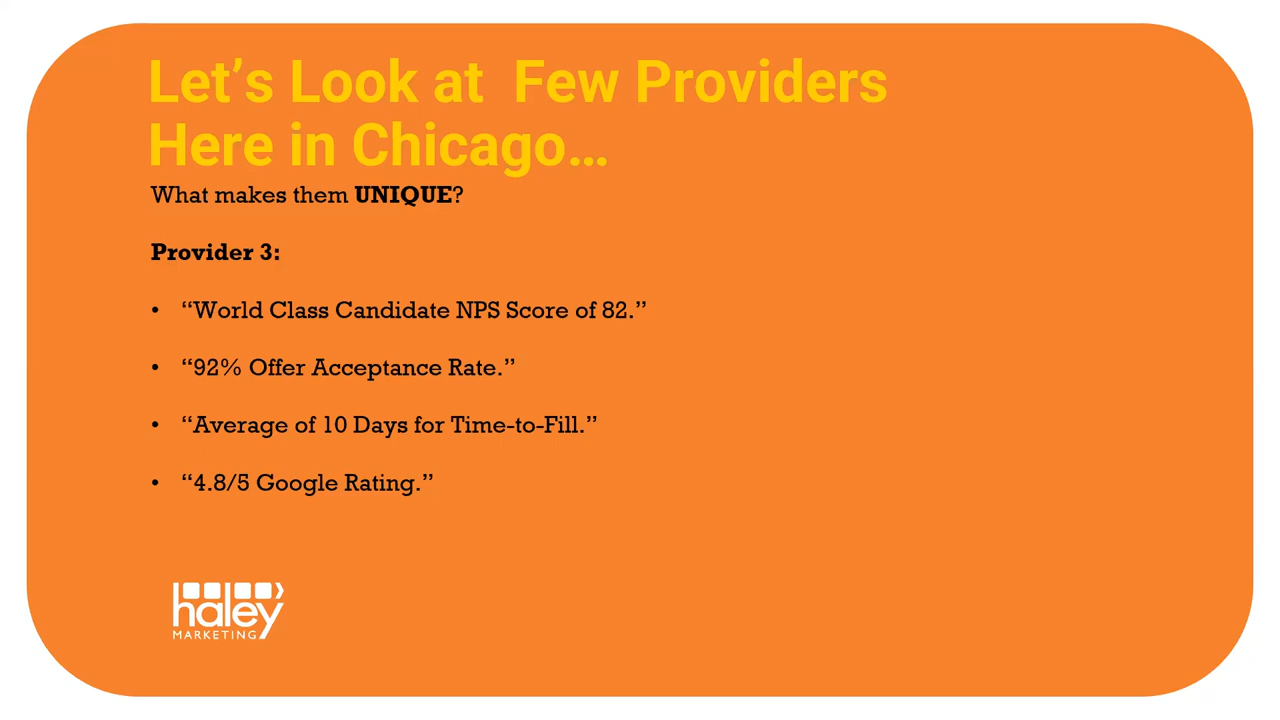 Let’s Look at  Few Providers
Here in Chicago…
What makes them UNIQUE?
Provider 3:
• “World Class Candidate NPS Score of 82.”
• “92% Offer Acceptance Rate.”
• “Average of 10 Days for Time-to-Fill.”
• “4.8/5 Google Rating.”
haley
MARKETING